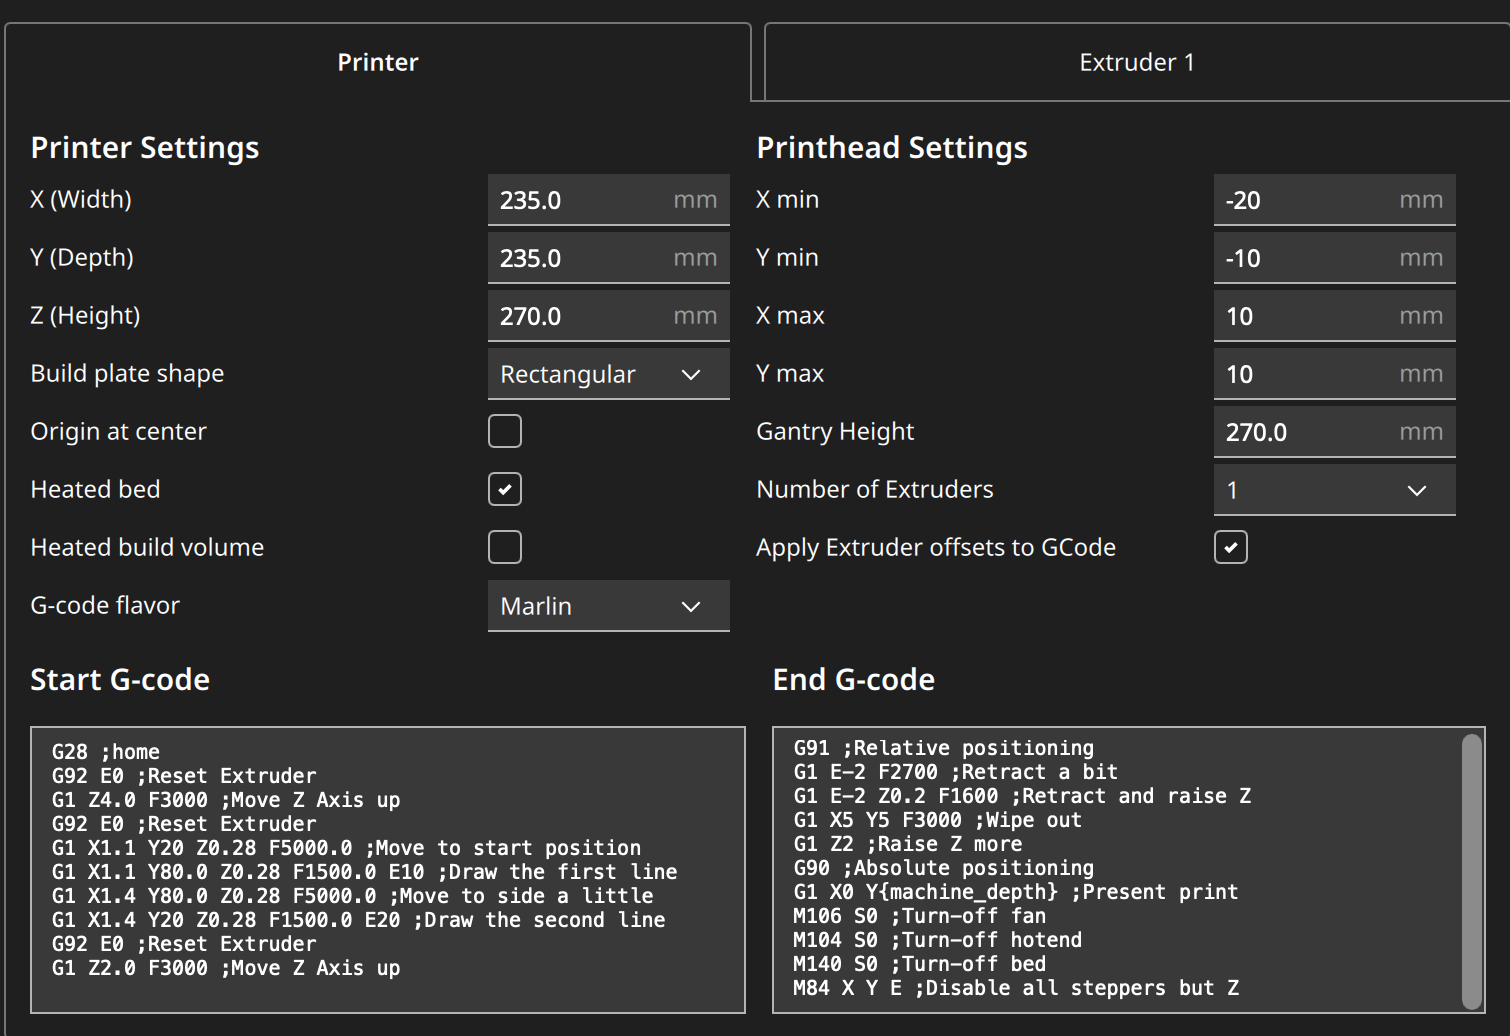 Printer
Extruder 1
Printer Settings
X (Width)
235.0 mm
Y (Depth)
235.0 mm
Z (Height)
270.0 mm
Build plate shape
Rectangular
Origin at center
Heated bed
Heated build volume
G-code flavor
Marlin
Printhead Settings
X min
-20 mm
Y min
-10 mm
X max
10 mm
Y max
10 mm
Gantry Height
270.0 mm
Number of Extruders
1
Apply Extruder offsets to GCode
Start G-code
G28 ;home
G92 E0 ;Reset Extruder
G1 Z4.0 F3000 ;Move Z Axis up
G92 E0 ;Reset Extruder
G1 X1.1 Y20 Z0.28 F5000.0 ;Move to start position
G1 X1.1 Y80.0 Z0.28 F1500.0 E10 ;Draw the first line
G1 X1.4 Y80.0 Z0.28 F5000.0 ;Move to side a little
G1 X1.4 Y20 Z0.28 F1500.0 E20 ;Draw the second line
G92 E0 ;Reset Extruder
G1 Z2.0 F3000 ;Move Z Axis up
End G-code
G91 ;Relative positioning
G1 E-2 F2700 ;Retract a bit
G1 E-2 Z0.2 F1600 ;Retract and raise Z
G1 X5 Y5 F3000 ;Wipe out
G1 Z2 ;Raise Z more
G90 ;Absolute positioning
G1 X0 Y{machine_depth} ;Present print
M106 S0 ;Turn-off fan
M104 S0 ;Turn-off hotend
M140 S0 ;Turn-off bed
M84 X Y E ;Disable all steppers but Z